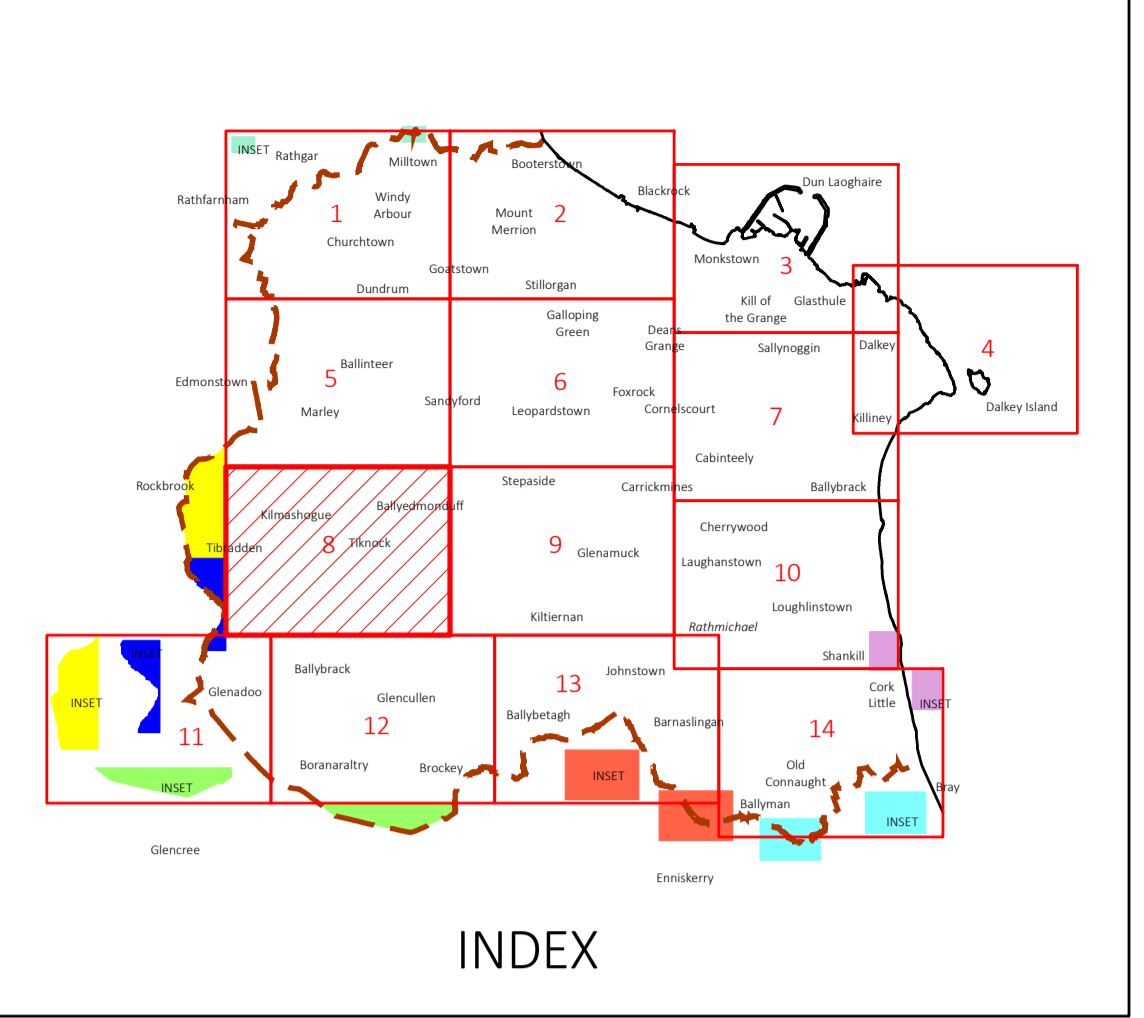 INSET
Rathgar
Milltown
Booterstown
Rathfarnham
Windy
Arbour
1
Churchtown
Mount
Merrion
2
Blackrock
Dun Laoghaire
Goatstown
Dundrum
Stillorgan
Monkstown
3
Kill of
the Grange
Glasthule
Galloping
Green
Deans
Grange
Sallynoggin
Dalkey
4
Dalkey Island
Edmonstown
5
Ballinteer
Marley
Sandyford
6
Leopardstown
Foxrock
Cornelscourt
7
Killiney
Cabinteely
Ballybrack
Rockbrook
Kilmashogue
Ballyedmonduff
Tibradden
8
Tiknock
Stepaside
Carrickmines
9
Glenamuck
Kiltiernan
Cherrywood
Laughanstown
10
Loughlinstown
Rathmichael
Shankill
INSET
INSET
Glenadoo
11
INSET
Ballybrack
Glencullen
12
Boranaraltry
Brockey
Johnstown
13
Ballybetagh
Barnaslingan
INSET
Cork
Little
INSET
14
Old
Connaught
Ballyman
Bray
INSET
Glencree
Enniskerry
INDEX